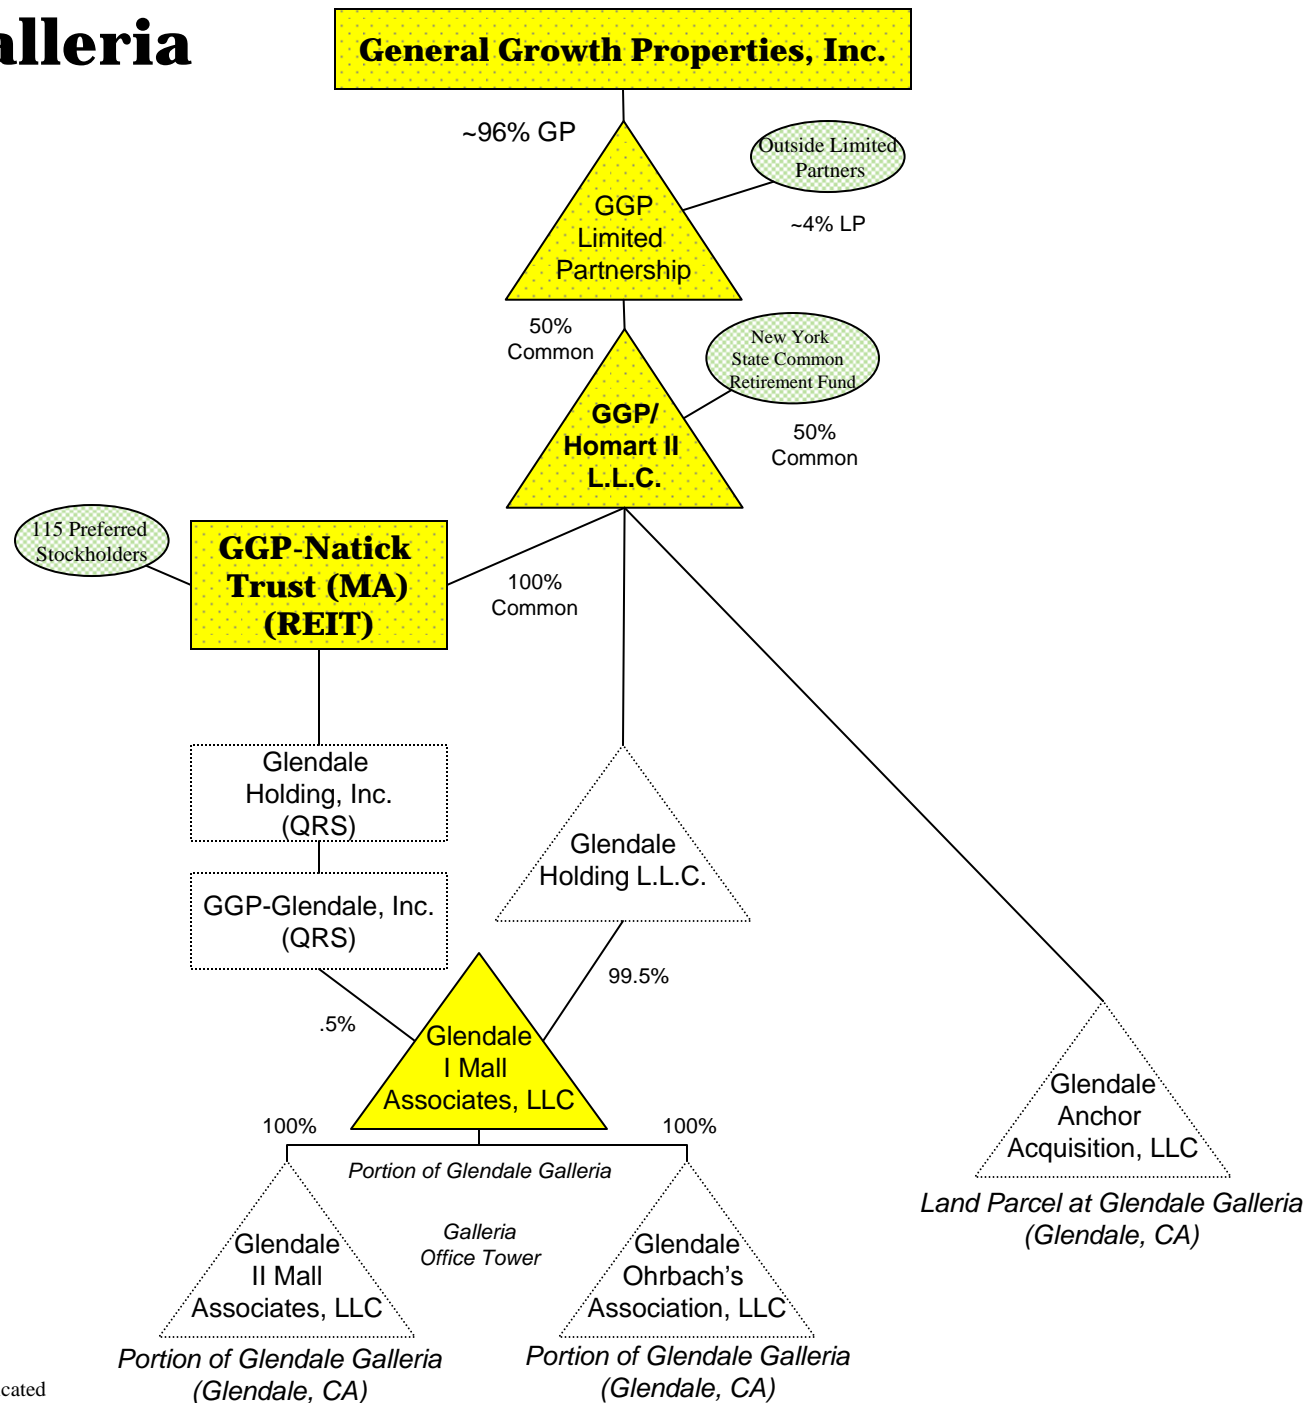 alleria
General Growth Properties, Inc.
~96% GP
Outside Limited
Partners
~4% LP
GGP
Limited
Partnership
50%
Common
New York
State Common
Retirement Fund
50%
Common
GGP/
Homart II
L.L.C.
115 Preferred
Stockholders
GGP-Natick
Trust (MA)
(REIT)
100%
Common
Glendale
Holding, Inc.
(QRS)
Glendale
Holding L.L.C.
GGP-Glendale, Inc.
(QRS)
.5%
99.5%
Glendale
I Mall
Associates, LLC
100%
100%
Portion of Glendale Galleria
Galleria
Office Tower
Glendale
II Mall
Associates, LLC
Portion of Glendale Galleria
(Glendale, CA)
Glendale
Ohrbach's
Association, LLC
Portion of Glendale Galleria
(Glendale, CA)
Glendale
Anchor
Acquisition, LLC
Land Parcel at Glendale Galleria
(Glendale, CA)
cated